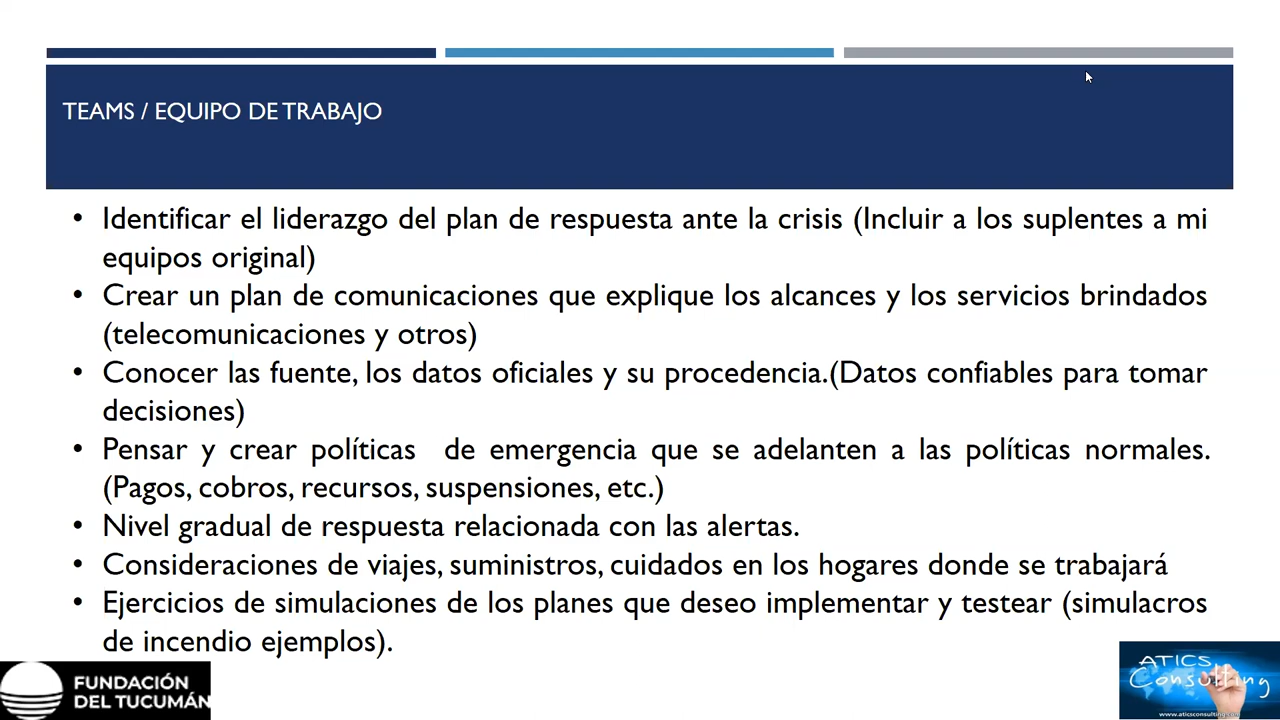 TEAMS / EQUIPO DE TRABAJO
• Identificar el liderazgo del plan de respuesta ante la crisis (Incluir a los suplentes a mi
equipos original)
• Crear un plan de comunicaciones que explique los alcances y los servicios brindados
(telecomunicaciones y otros)
• Conocer las fuente, los datos oficiales y su procedencia.(Datos confiables para tomar
decisiones)
• Pensar y crear políticas de emergencia que se adelanten a las políticas normales.
(Pagos, cobros, recursos, suspensiones, etc.)
• Nivel gradual de respuesta relacionada con las alertas.
• Consideraciones de viajes, suministros, cuidados en los hogares donde se trabajará
• Ejercicios de simulaciones de los planes que deseo implementar y testear (simulacros
de incendio ejemplos).
FUNDACIÓN
DEL TUCUMÁN
ATICS
Consulting
www.aticsconsulting.com